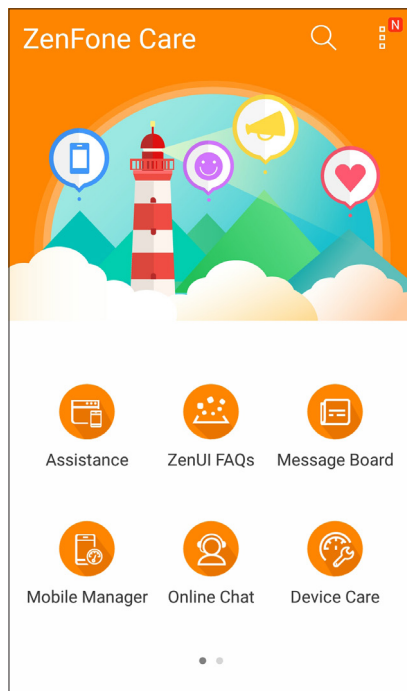 ZenFone Care
N
Assistance
ZenUI FAQs
Message Board
Mobile Manager
Online Chat
Device Care